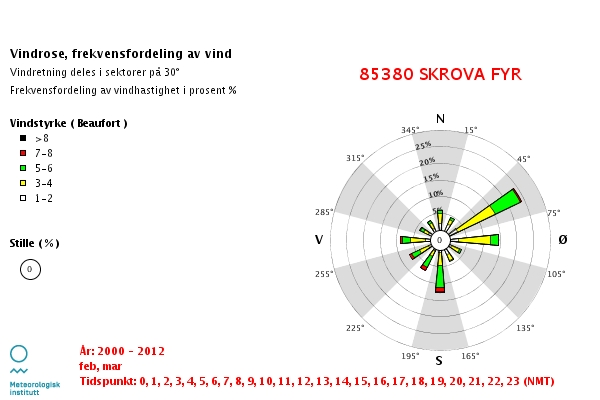 Vindrose, frekvensfordeling av vind
Vindretning deles i sektorer på 30°
Frekvensfordeling av vindhastighet i prosent %
85380 SKROVA FYR
Vindstyrke ( Beaufort )
>8
7-8
5-6
3-4
1-2
Stille ( % )
0
N
15°
45°
75°
Ø
105°
135°
165°
S
195°
225°
255°
V
285°
315°
345°
25%
20%
15%
10%
5%
0
År: 2000 - 2012
feb, mar
Tidspunkt: 0, 1, 2, 3, 4, 5, 6, 7, 8, 9, 10, 11, 12, 13, 14, 15, 16, 17, 18, 19, 20, 21, 22, 23 (NMT)
Meteorologisk
institutt